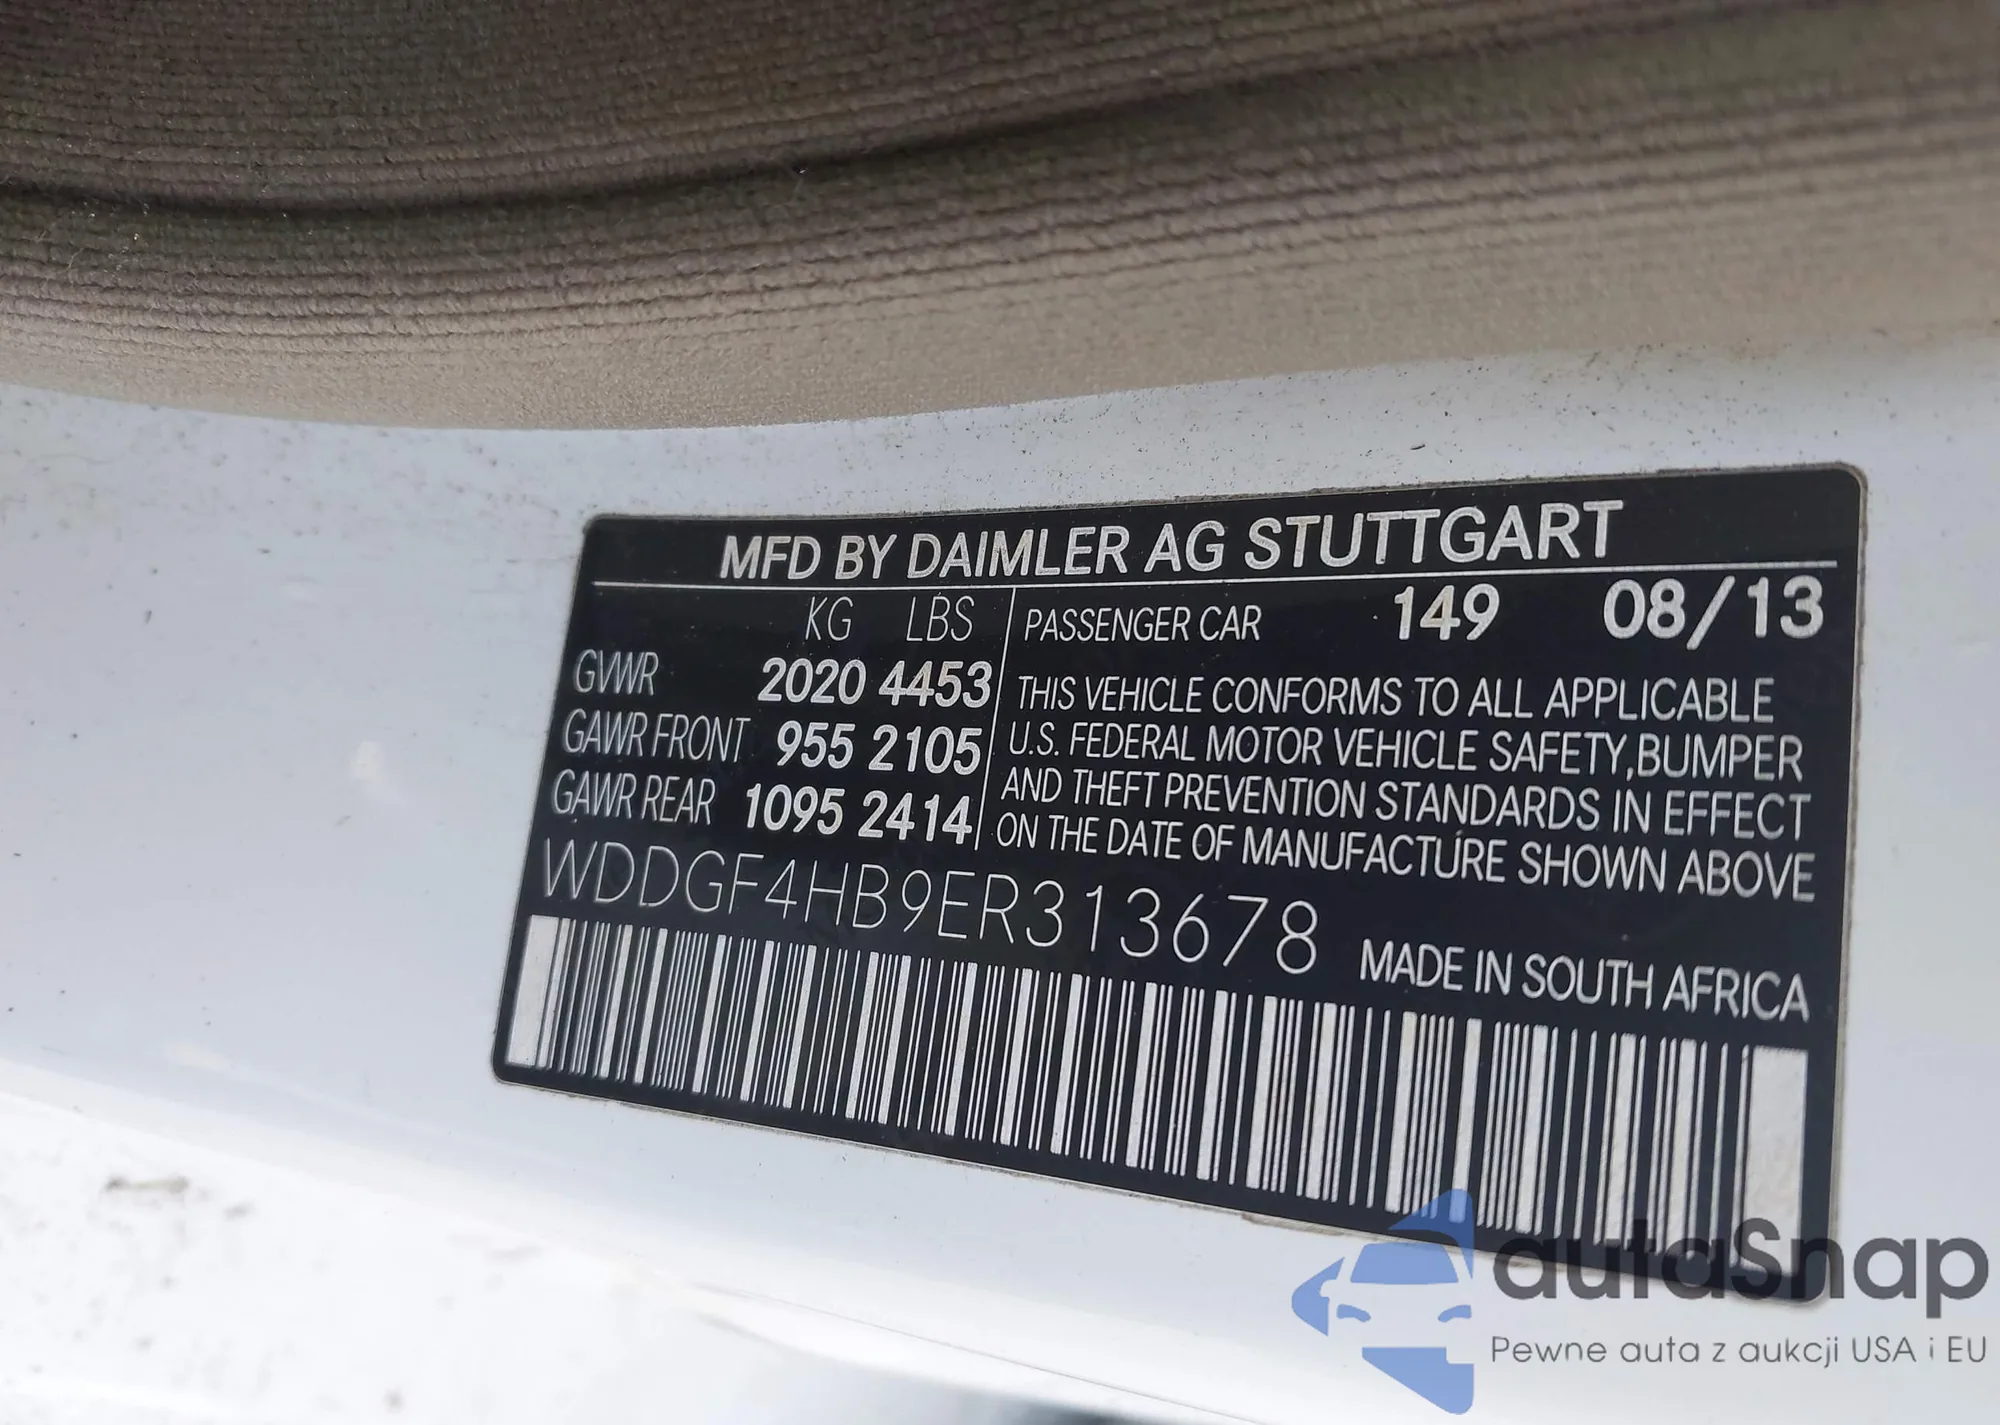 MFD BY DAIMLER AG STUTTGART
KG LBS
GVWR 2020 4453
GAWR FRONT 955 2105
GAWR REAR 1095 2414
PASSENGER CAR 149 08/13
THIS VEHICLE CONFORMS TO ALL APPLICABLE
U.S. FEDERAL MOTOR VEHICLE SAFETY,BUMPER
AND THEFT PREVENTION STANDARDS IN EFFECT
ON THE DATE OF MANUFACTURE SHOWN ABOVE
WDDGF4HB9ER313678
MADE IN SOUTH AFRICA
autaSnap
Pewne auta z aukcji USA i EU